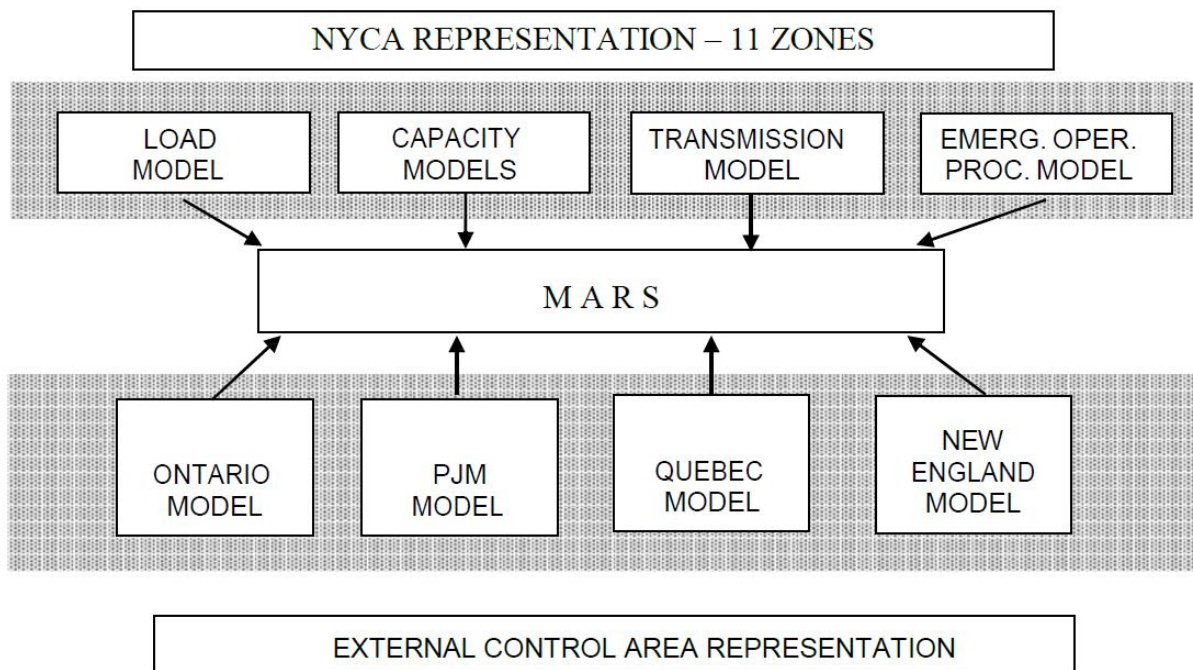 NYCA REPRESENTATION – 11 ZONES
LOAD
MODEL
CAPACITY
MODELS
TRANSMISSION
MODEL
EMERG. OPER.
PROC. MODEL
M A R S
ONTARIO
MODEL
PJM
MODEL
QUEBEC
MODEL
NEW
ENGLAND
MODEL
EXTERNAL CONTROL AREA REPRESENTATION